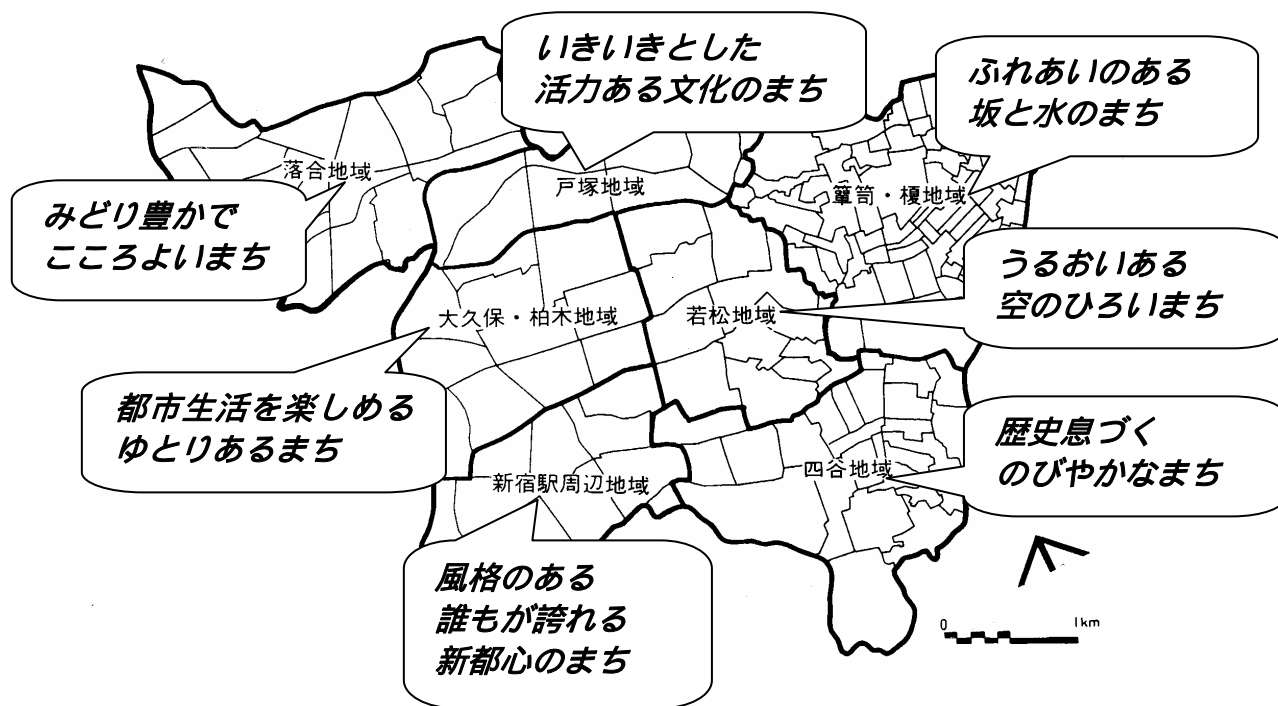 いきいきとした
活力ある文化のまち
ふれあいのある
坂と水のまち
落合地域
戸塚地域
簞笥・榎地域
みどり豊かで
こころよいまち
うるおいある
空のひろいまち
大久保・柏木地域
若松地域
都市生活を楽しめる
ゆとりあるまち
歴史息づく
のびやかなまち
四谷地域
新宿駅周辺地域
風格のある
誰もが誇れる
新都心のまち
0 1km